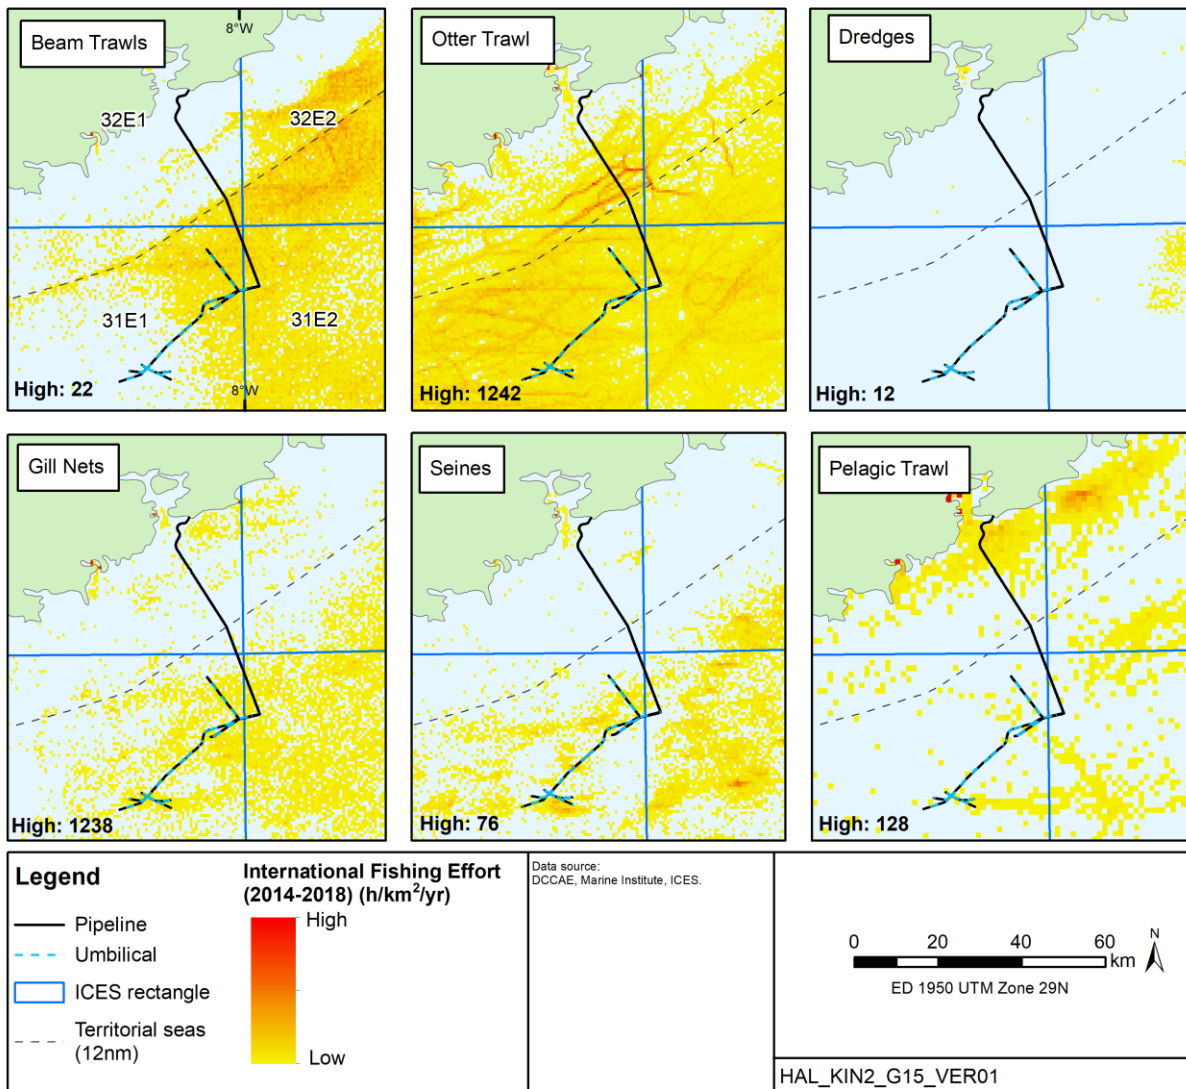 Beam Trawls
8°W
32E1
32E2
31E1
31E2
8°W
High: 22
Otter Trawl
High: 1242
Dredges
High: 12
Gill Nets
High: 1238
Seines
High: 76
Pelagic Trawl
High: 128
Legend
Pipeline
Umbilical
ICES rectangle
Territorial seas
(12nm)
International Fishing Effort
(2014-2018) (h/km²/yr)
High
Low
Data source:
DCCAE, Marine Institute, ICES.
0 20 40 60
km
N
ED 1950 UTM Zone 29N
HAL_KIN2_G15_VER01